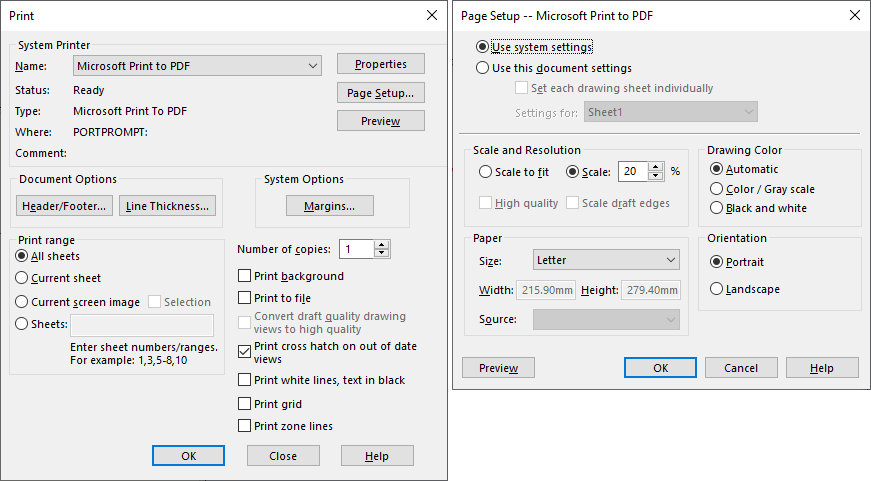 Print
System Printer
Name: Microsoft Print to PDF
Properties
Status: Ready
Page Setup...
Type: Microsoft Print To PDF
Where: PORTPROMPT:
Preview
Comment:
Document Options
Header/Footer... Line Thickness...
System Options
Margins...
Print range
All sheets
Current sheet
Current screen image Selection
Sheets:
Enter sheet numbers/ranges.
For example: 1,3,5-8,10
Number of copies: 1
Print background
Print to file
Convert draft quality drawing
views to high quality
Print cross hatch on out of date
views
Print white lines, text in black
Print grid
Print zone lines
OK Close Help
Page Setup -- Microsoft Print to PDF
Use system settings
Use this document settings
Set each drawing sheet individually
Settings for: Sheet1
Scale and Resolution
Scale to fit Scale: 20 %
High quality Scale draft edges
Drawing Color
Automatic
Color / Gray scale
Black and white
Paper
Size: Letter
Width: 215.90mm Height: 279.40mm
Source:
Orientation
Portrait
Landscape
Preview OK Cancel Help